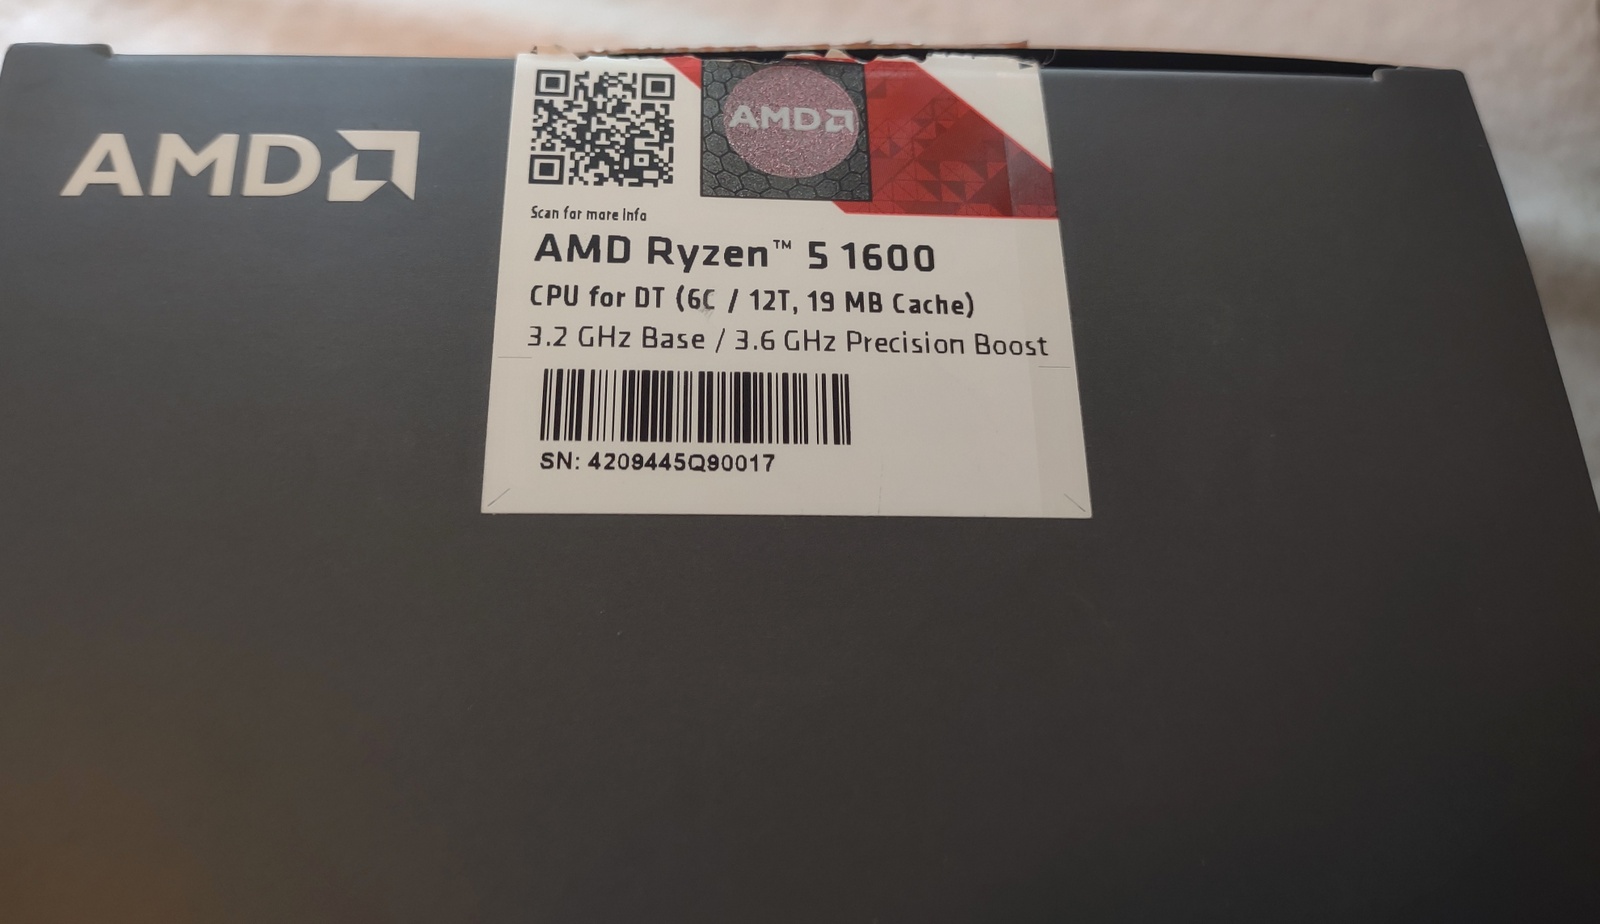 AMD
AMD
Scan for more Info
AMD Ryzen™ 5 1600
CPU for DT (6C / 12T, 19 MB Cache)
3.2 GHz Base / 3.6 GHz Precision Boost
SN: 4209445Q90017